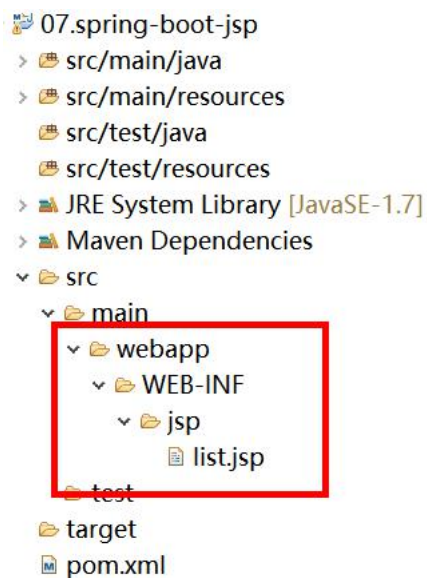 07.spring-boot-jsp
src/main/java
src/main/resources
src/test/java
src/test/resources
JRE System Library [JavaSE-1.7]
Maven Dependencies
src
main
webapp
WEB-INF
jsp
list.jsp
test
target
pom.xml